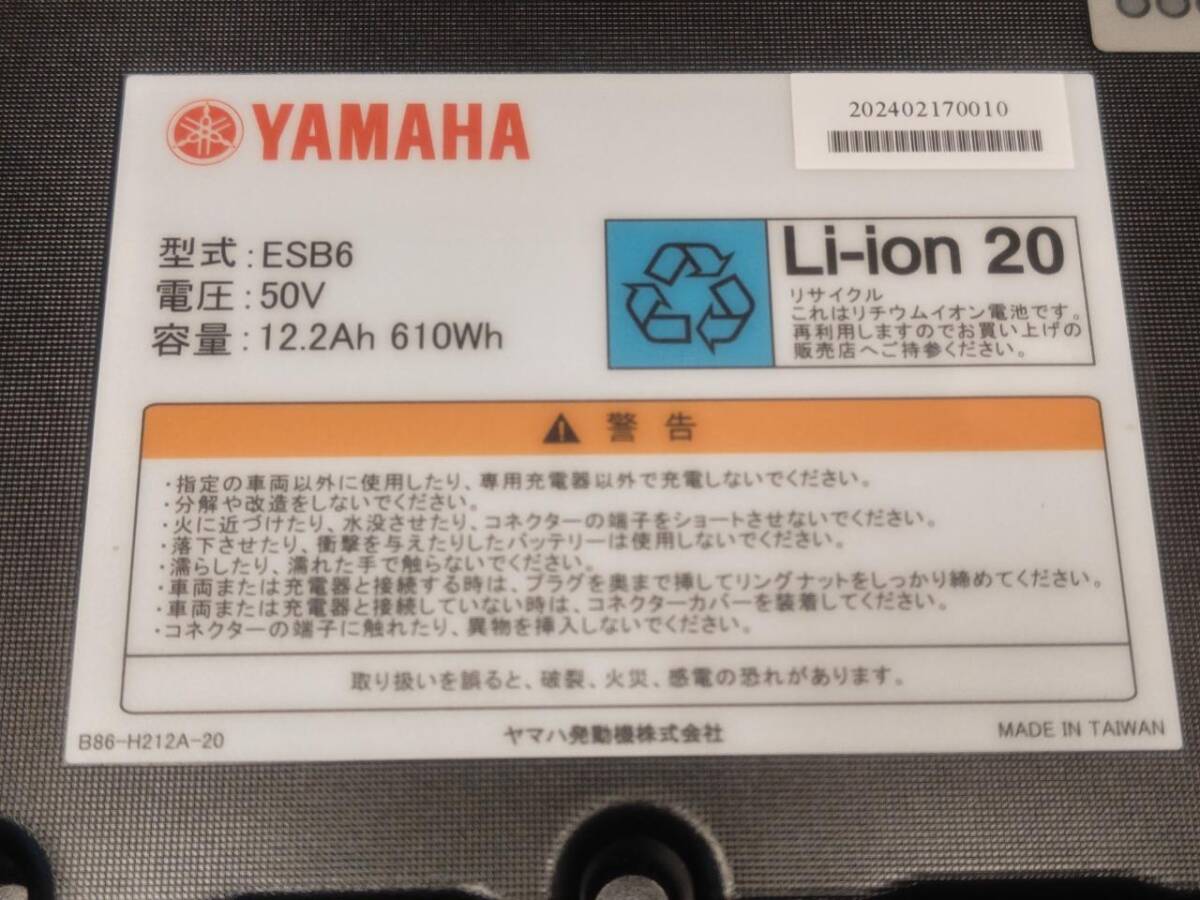 YAMAHA
202402170010
型式:ESB6
電圧:50V
容量:12.2Ah 610Wh
Li-ion 20
リサイクル
これはリチウムイオン電池です。
再利用しますのでお買い上げの
販売店へご持参ください。
警告
・指定の車両以外に使用したり、専用充電器以外で充電しないでください。
・分解や改造をしないでください。
・火に近づけたり、水没させたり、コネクターの端子をショートさせないでください。
・落下させたり、衝撃を与えたりしたバッテリーは使用しないでください。
・濡らしたり、濡れた手で触らないでください。
・車両または充電器と接続する時は、プラグを奥まで挿してリングナットをしっかり締めてください。
・車両または充電器と接続していない時は、コネクターカバーを装着してください。
・コネクターの端子に触れたり、異物を挿入しないでください。
取り扱いを誤ると、破裂、火災、感電の恐れがあります。
B86-H212A-20
ヤマハ発動機株式会社
MADE IN TAIWAN